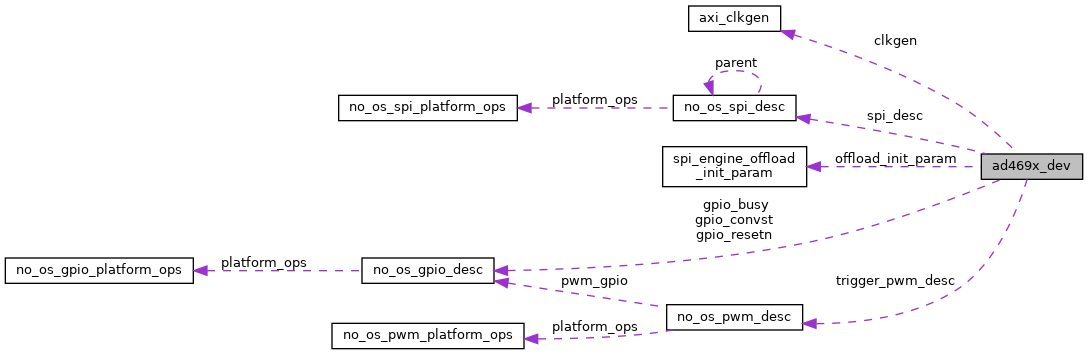 axi_clkgen
clkgen
parent
no_os_spi_platform_ops
platform_ops
no_os_spi_desc
spi_desc
spi_engine_offload
_init_param
offload_init_param
ad469x_dev
gpio_busy
gpio_convst
gpio_resetn
no_os_gpio_platform_ops
platform_ops
no_os_gpio_desc
pwm_gpio
trigger_pwm_desc
no_os_pwm_platform_ops
platform_ops
no_os_pwm_desc